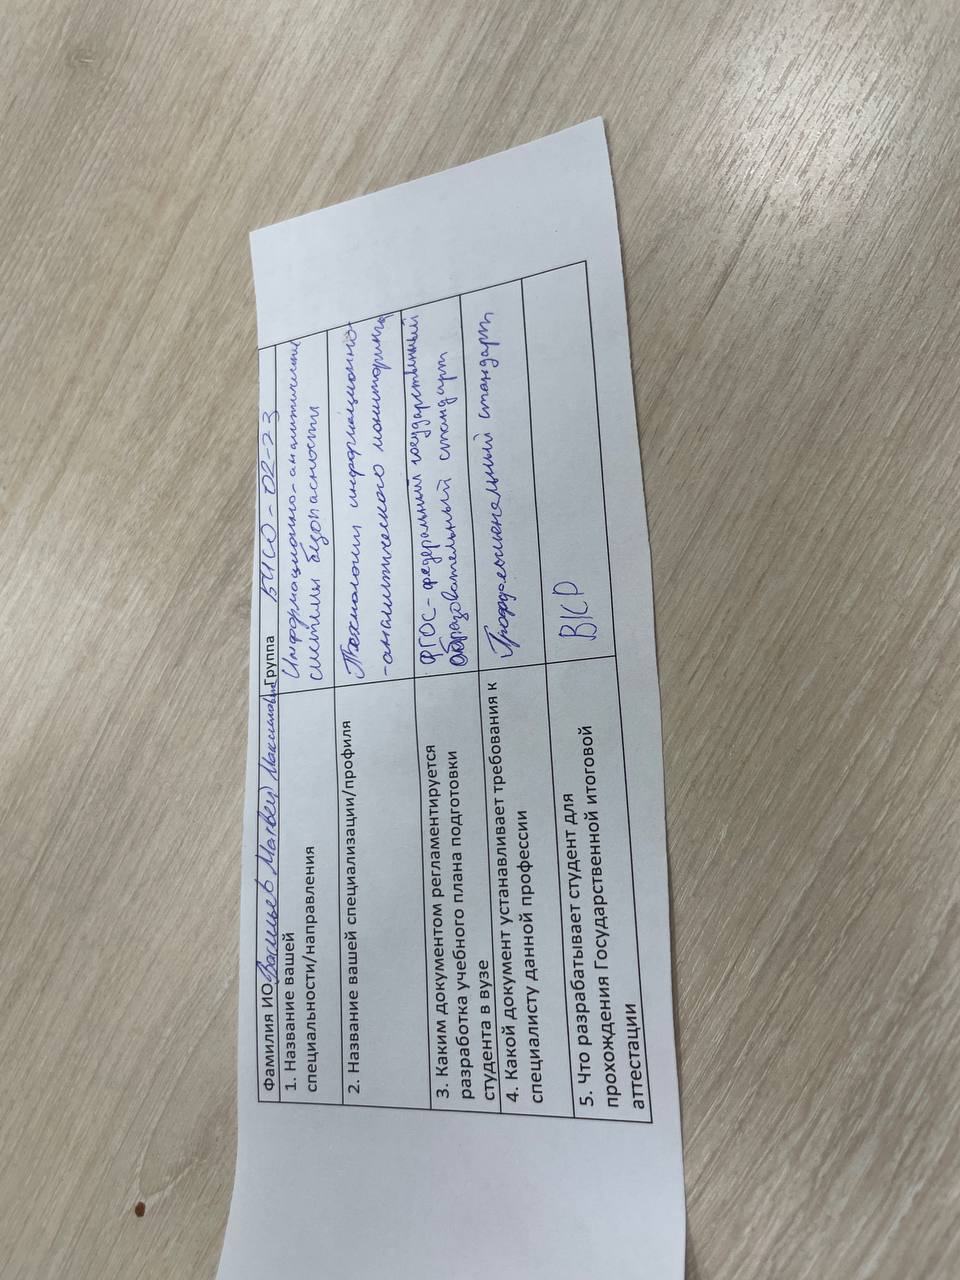 Фамилия ИО Васильев Матвей Максимович Группа БИСО-02-23
1. Название вашей
специальности/направления
Информационно-аналитические
системы безопасности
2. Название вашей специализации/профиля
Технологии информационно-
-аналитического мониторинга
3. Каким документом регламентируется
разработка учебного плана подготовки
студента в вузе
ФГОС-федеральный государственный
образовательный стандарт
4. Какой документ устанавливает требования к
специалисту данной профессии
Профессиональный стандарт
5. Что разрабатывает студент для
прохождения Государственной итоговой
аттестации
ВКР